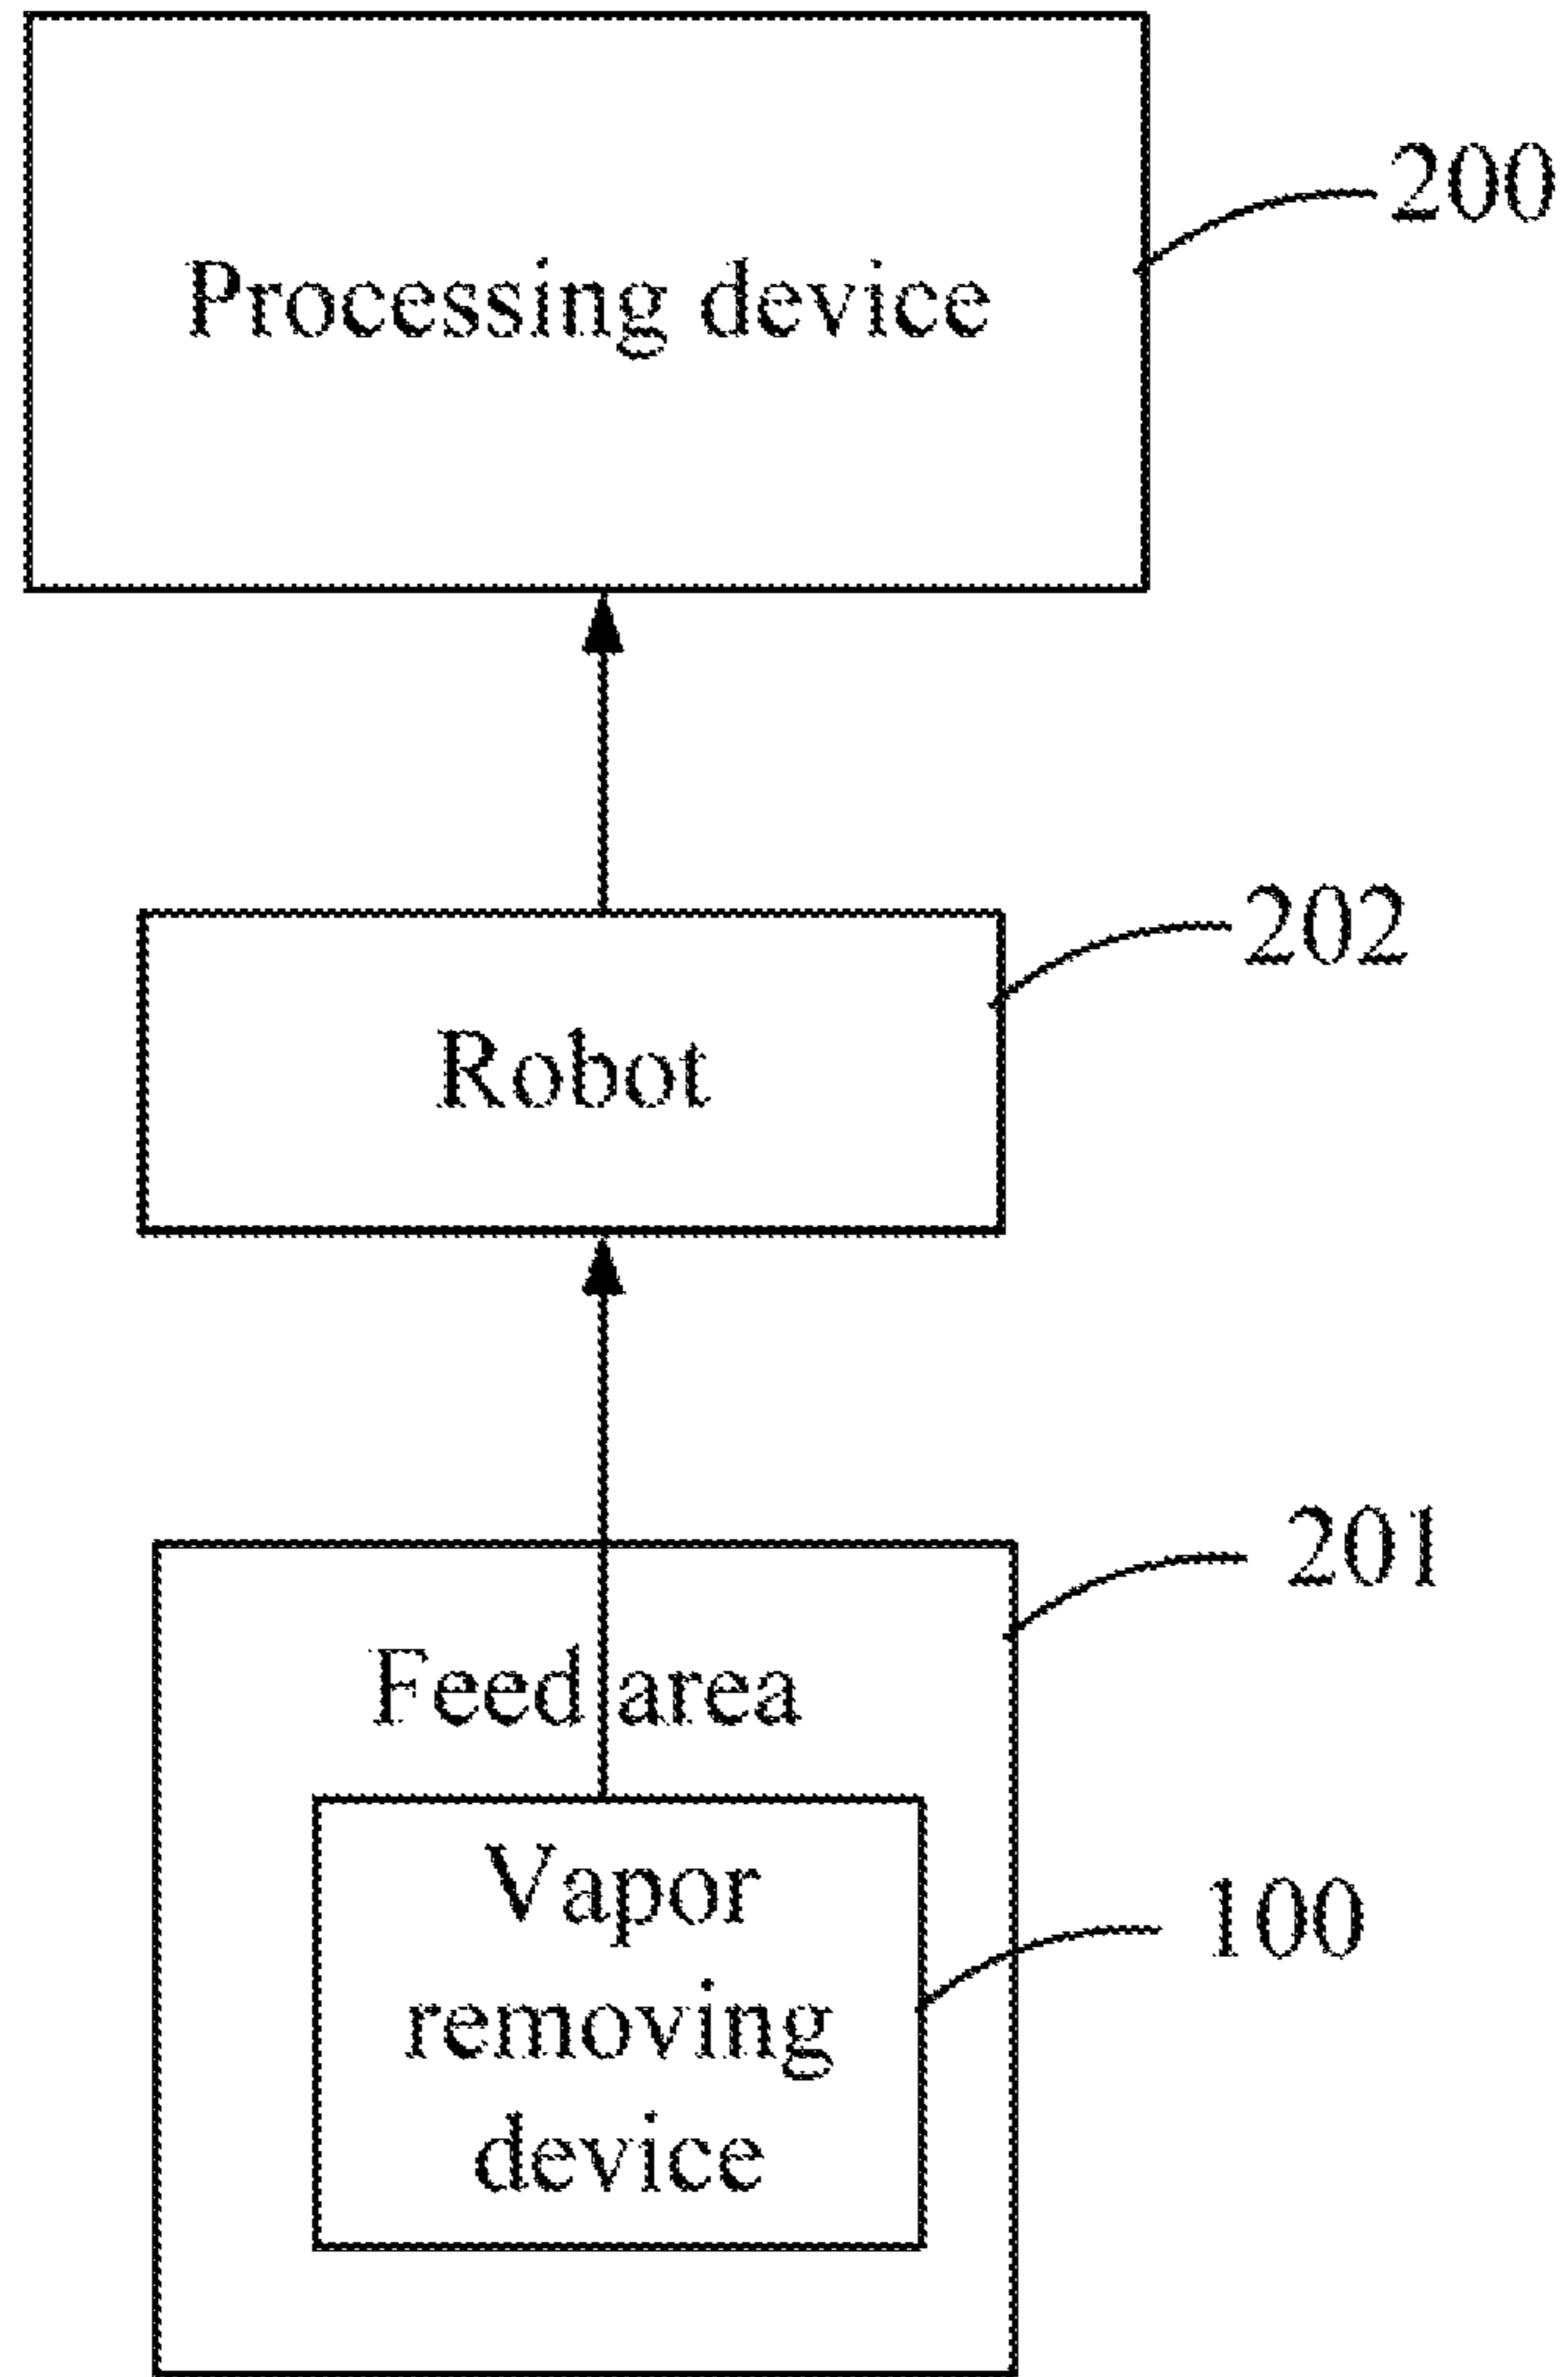 200
Processing device
202
Robot
201
Feed area
Vapor
100
removing
device